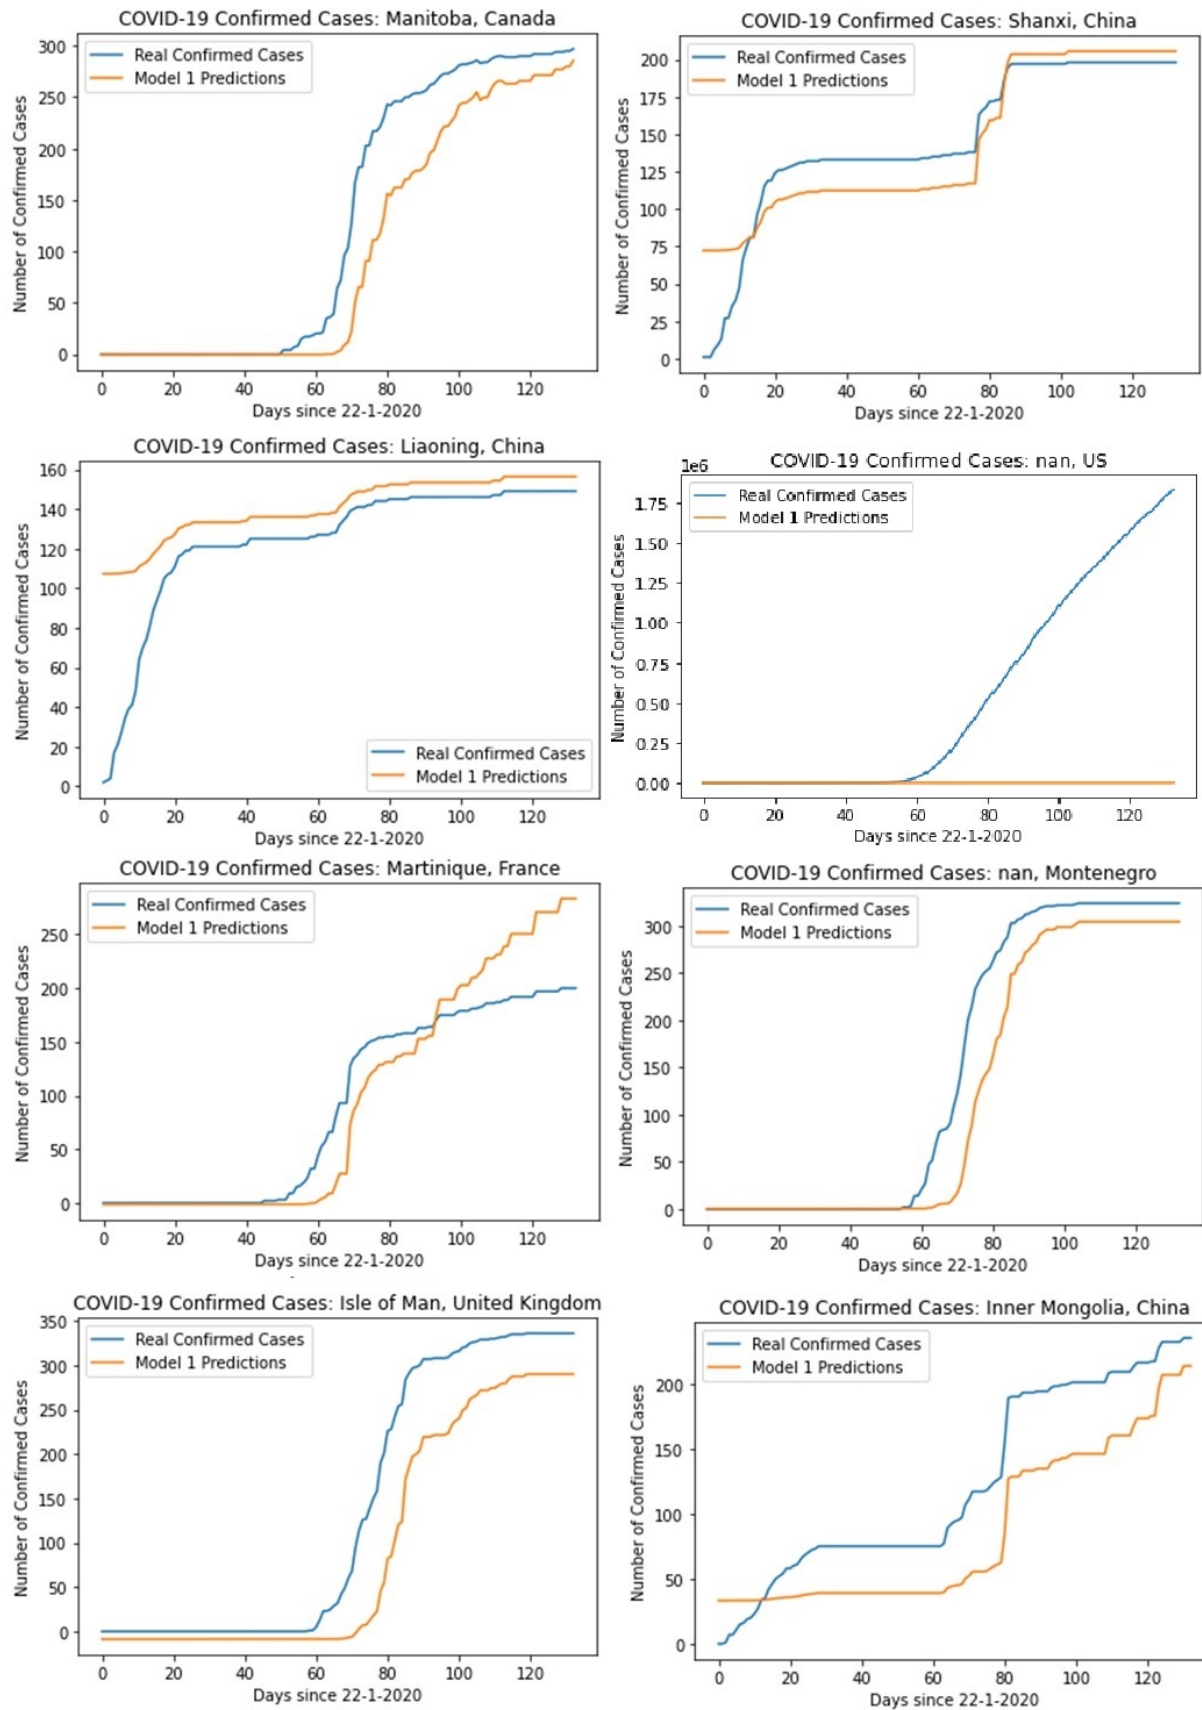 COVID-19 Confirmed Cases: Manitoba, Canada
Real Confirmed Cases
Model 1 Predictions
Number of Confirmed Cases
300
250
200
150
100
50
0
0 20 40 60 80 100 120
Days since 22-1-2020
COVID-19 Confirmed Cases: Shanxi, China
Real Confirmed Cases
Model 1 Predictions
Number of Confirmed Cases
200
175
150
125
100
75
50
25
0
0 20 40 60 80 100 120
Days since 22-1-2020
COVID-19 Confirmed Cases: Liaoning, China
Number of Confirmed Cases
160
140
120
100
80
60
40
20
0
Real Confirmed Cases
Model 1 Predictions
0 20 40 60 80 100 120
Days since 22-1-2020
COVID-19 Confirmed Cases: nan, US
1e6
Real Confirmed Cases
Model 1 Predictions
Number of Confirmed Cases
1.75
1.50
1.25
1.00
0.75
0.50
0.25
0.00
0 20 40 60 80 100 120
Days since 22-1-2020
COVID-19 Confirmed Cases: Martinique, France
Real Confirmed Cases
Model 1 Predictions
Number of Confirmed Cases
250
200
150
100
50
0
0 20 40 60 80 100 120
Days since 22-1-2020
COVID-19 Confirmed Cases: nan, Montenegro
Real Confirmed Cases
Model 1 Predictions
Number of Confirmed Cases
300
250
200
150
100
50
0
0 20 40 60 80 100 120
Days since 22-1-2020
COVID-19 Confirmed Cases: Isle of Man, United Kingdom
Real Confirmed Cases
Model 1 Predictions
Number of Confirmed Cases
350
300
250
200
150
100
50
0
0 20 40 60 80 100 120
Days since 22-1-2020
COVID-19 Confirmed Cases: Inner Mongolia, China
Real Confirmed Cases
Model 1 Predictions
Number of Confirmed Cases
200
150
100
50
0
0 20 40 60 80 100 120
Days since 22-1-2020